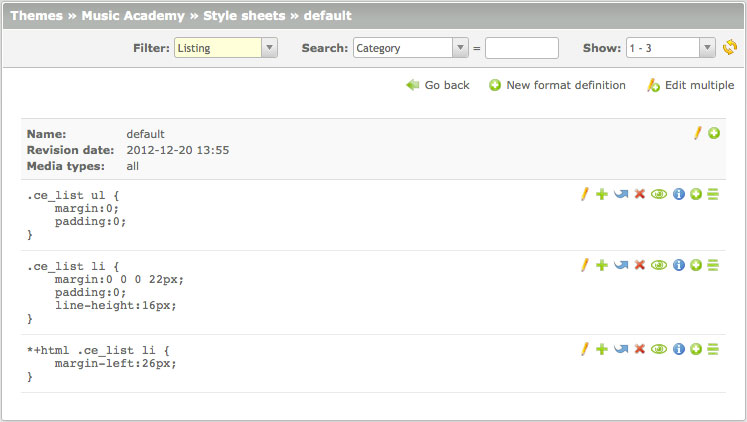 Themes » Music Academy » Style sheets » default
Filter: Listing Search: Category = Show: 1 - 3
Go back New format definition Edit multiple
Name: default
Revision date: 2012-12-20 13:55
Media types: all
.ce_list ul {
margin:0;
padding:0;
}
.ce_list li {
margin:0 0 0 22px;
padding:0;
line-height:16px;
}
*+html .ce_list li {
margin-left:26px;
}